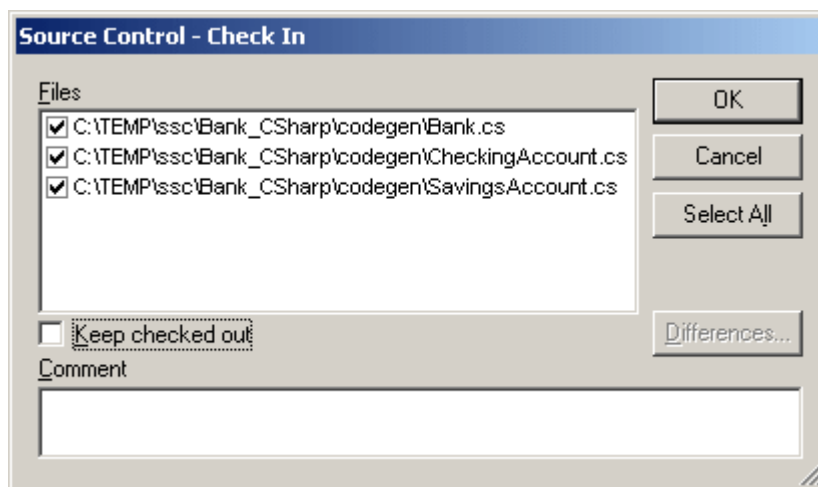 Source Control - Check In
Files
C:\TEMP\ssc\Bank_CSharp\codegen\Bank.cs
C:\TEMP\ssc\Bank_CSharp\codegen\CheckingAccount.cs
C:\TEMP\ssc\Bank_CSharp\codegen\SavingsAccount.cs
OK
Cancel
Select All
Keep checked out
Differences...
Comment